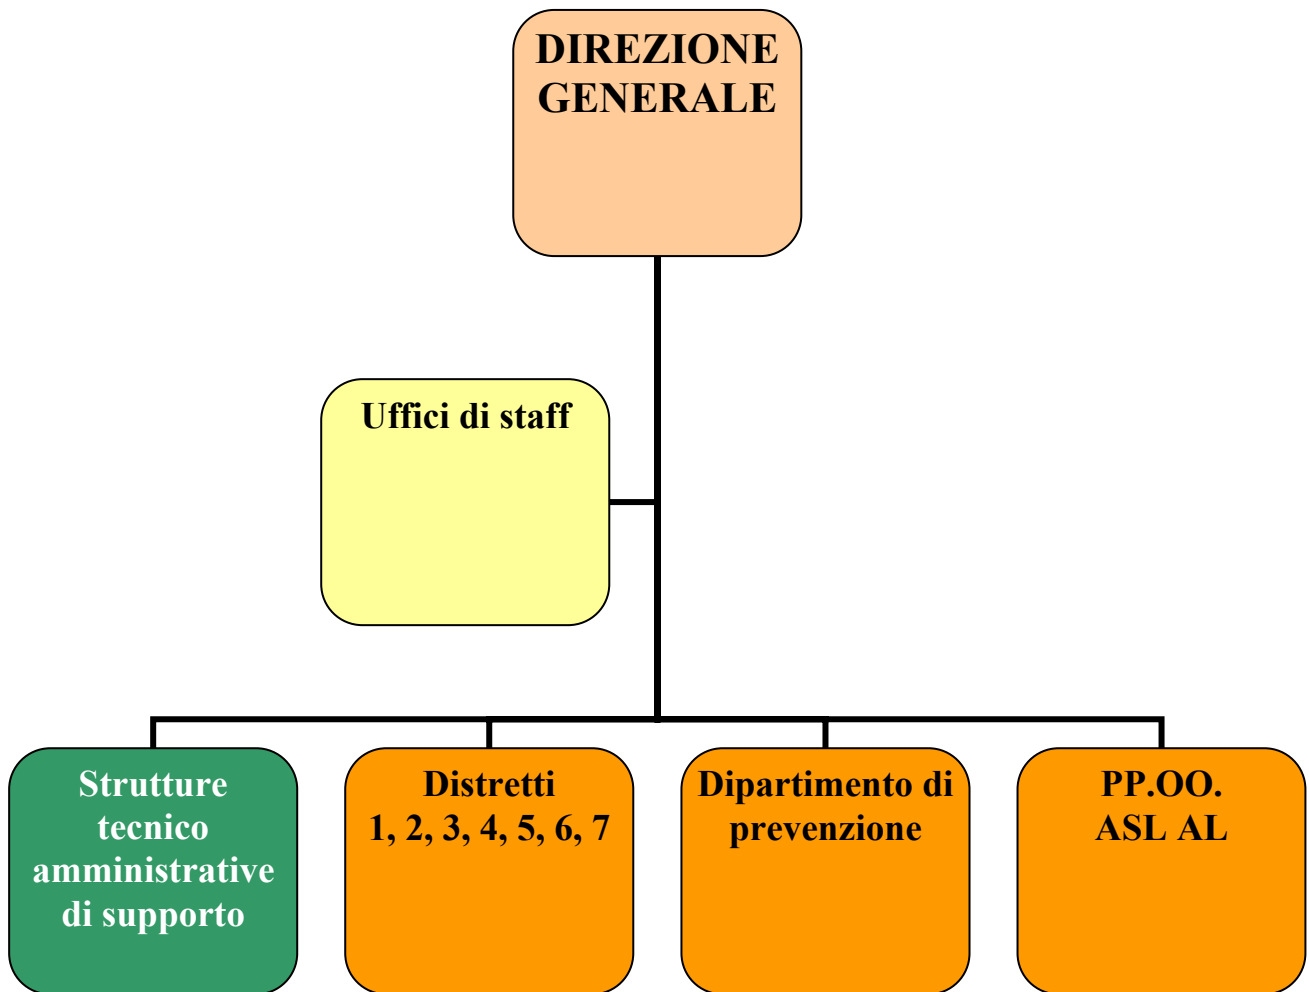 DIREZIONE
GENERALE
Uffici di staff
Strutture
tecnico
amministrative
di supporto
Distretti
1, 2, 3, 4, 5, 6, 7
Dipartimento di
prevenzione
PP.OO.
ASL AL